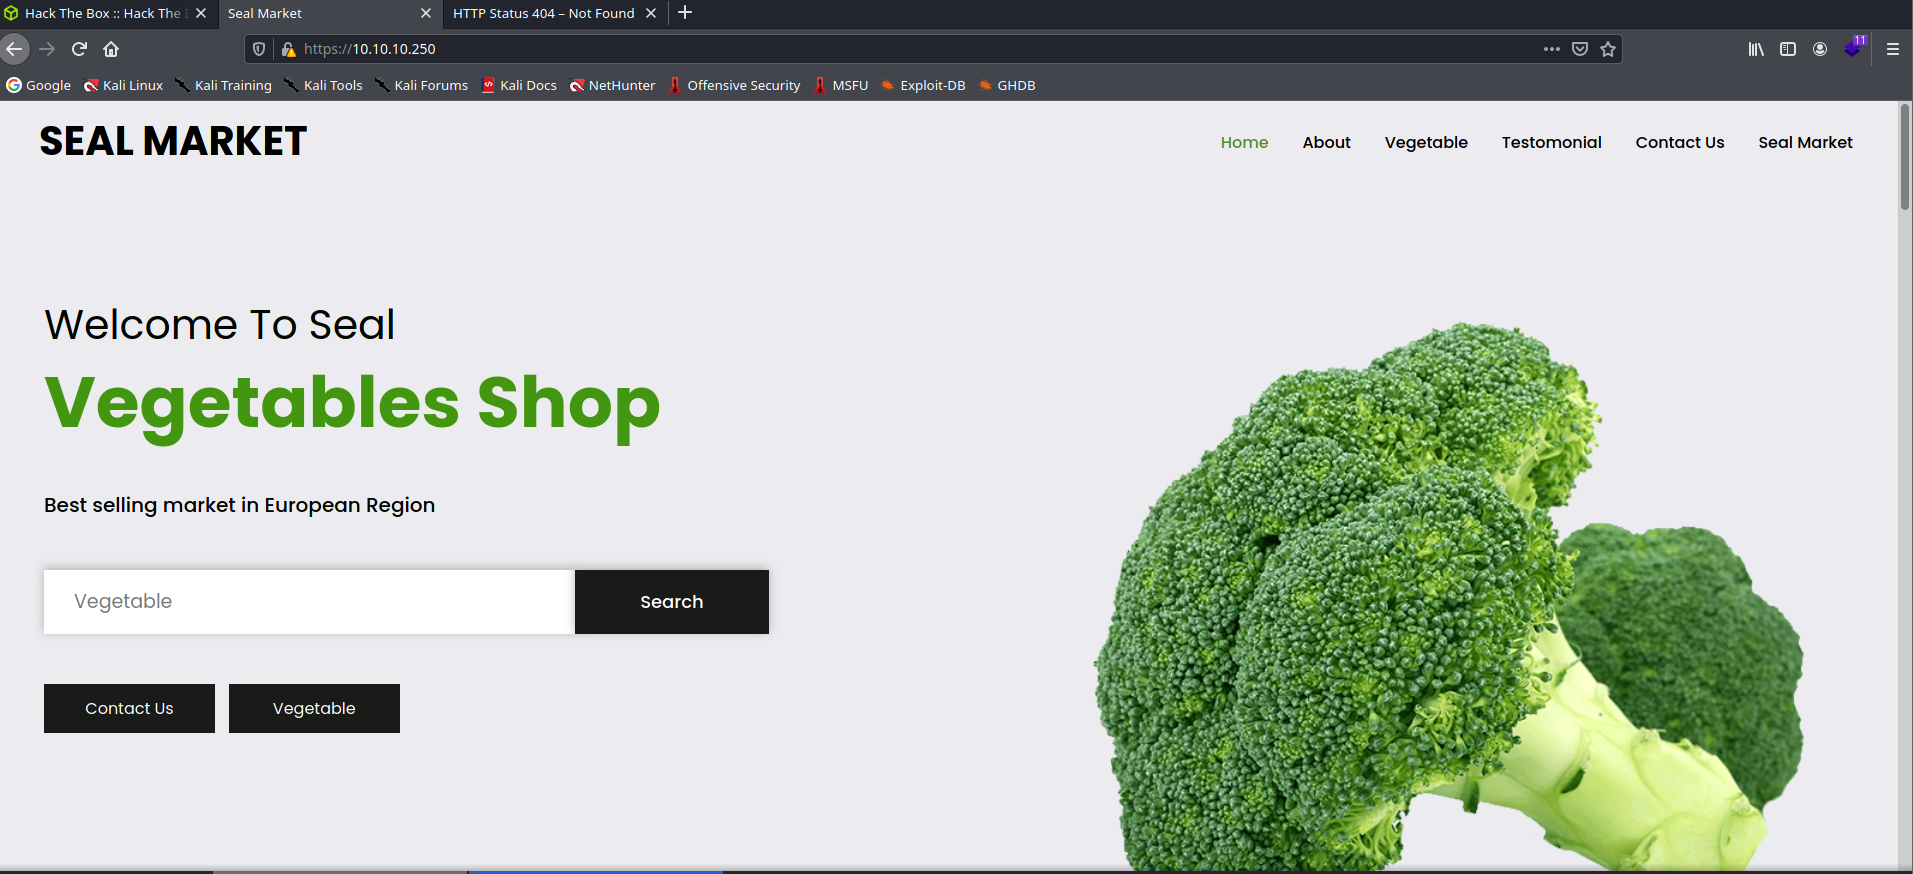 Hack The Box :: Hack The
Seal Market
HTTP Status 404 – Not Found
https://10.10.10.250
11
Google
Kali Linux
Kali Training
Kali Tools
Kali Forums
Kali Docs
NetHunter
Offensive Security
MSFU
Exploit-DB
GHDB
SEAL MARKET
Home
About
Vegetable
Testomonial
Contact Us
Seal Market
Welcome To Seal
Vegetables Shop
Best selling market in European Region
Vegetable
Search
Contact Us
Vegetable